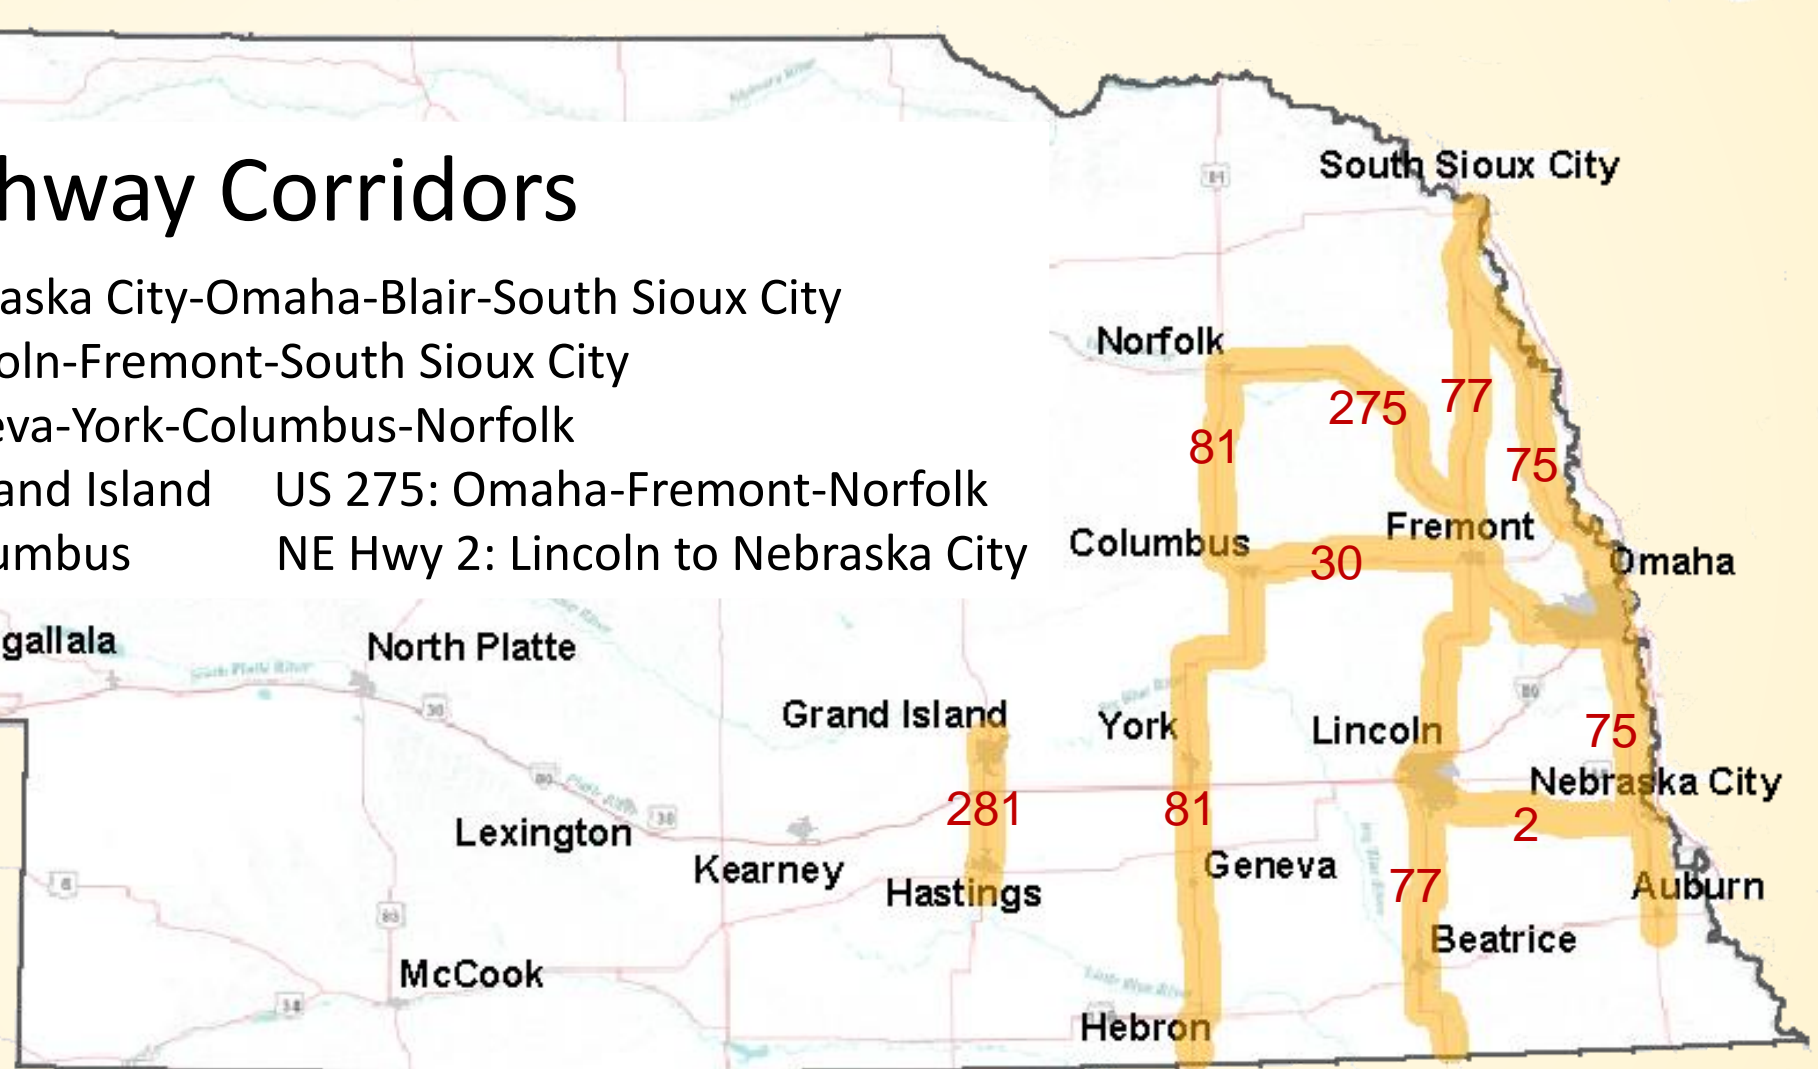 South Sioux City
hway Corridors
aska City-Omaha-Blair-South Sioux City
Norfolk
oln-Fremont-South Sioux City
275
77
eva-York-Columbus-Norfolk
81
75
and Island US 275: Omaha-Fremont-Norfolk
Fremont
Columbus
umbus NE Hwy 2: Lincoln to Nebraska City
30
Omaha
gallala
North Platte
Grand Island
York
Lincoln
75
30
80
80
Nebraska City
281
81
2
Lexington
Kearney
Geneva
77
Hastings
Auburn
Beatrice
McCook
Hebron